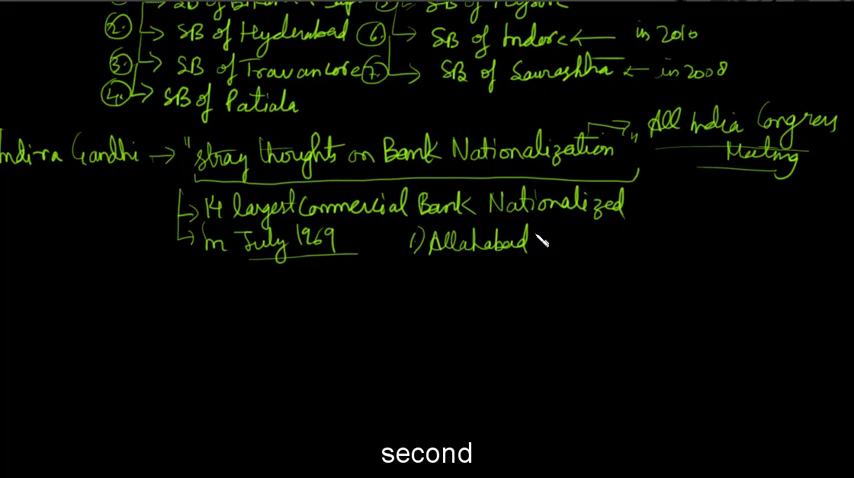 2. → SB of Hyderabad 6. → SB of Indore ← in 2010
3. → SB of Travancore 7. → SB of Saurashtra ← in 2008
4. → SB of Patiala
Indira Gandhi → "stray thoughts on Bank Nationalization" → All India Congress Meeting
→ 14 largest Commercial Bank Nationalized
→ in July 1969 1) Allahabad
second